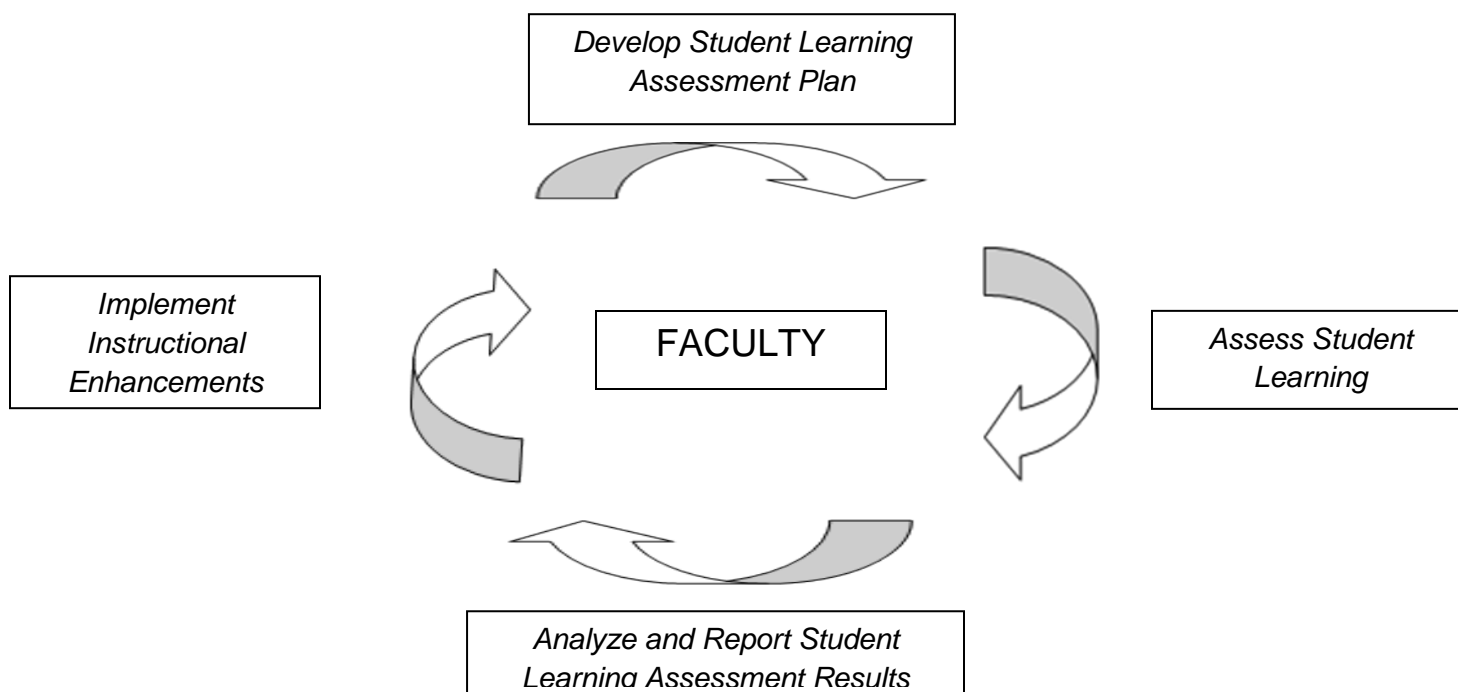 Develop Student Learning
Assessment Plan
Implement
Instructional
Enhancements
FACULTY
Assess Student
Learning
Analyze and Report Student
Learning Assessment Results